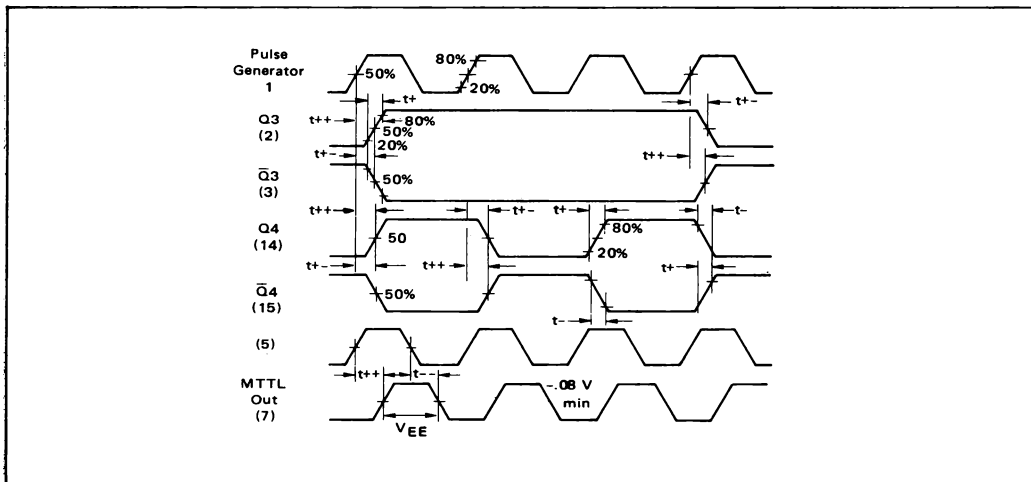 Pulse
Generator
1
50%
80%
20%
t+
t+-
Q3
(2)
t++
80%
50%
20%
t+-
t++
Q̅3
(3)
50%
t++
t+-
t+
t-
Q4
(14)
50
80%
20%
t+-
t++
t+
Q̅4
(15)
50%
t-
(5)
t++
t--
MTTL
Out
(7)
-.08 V
min
VEE